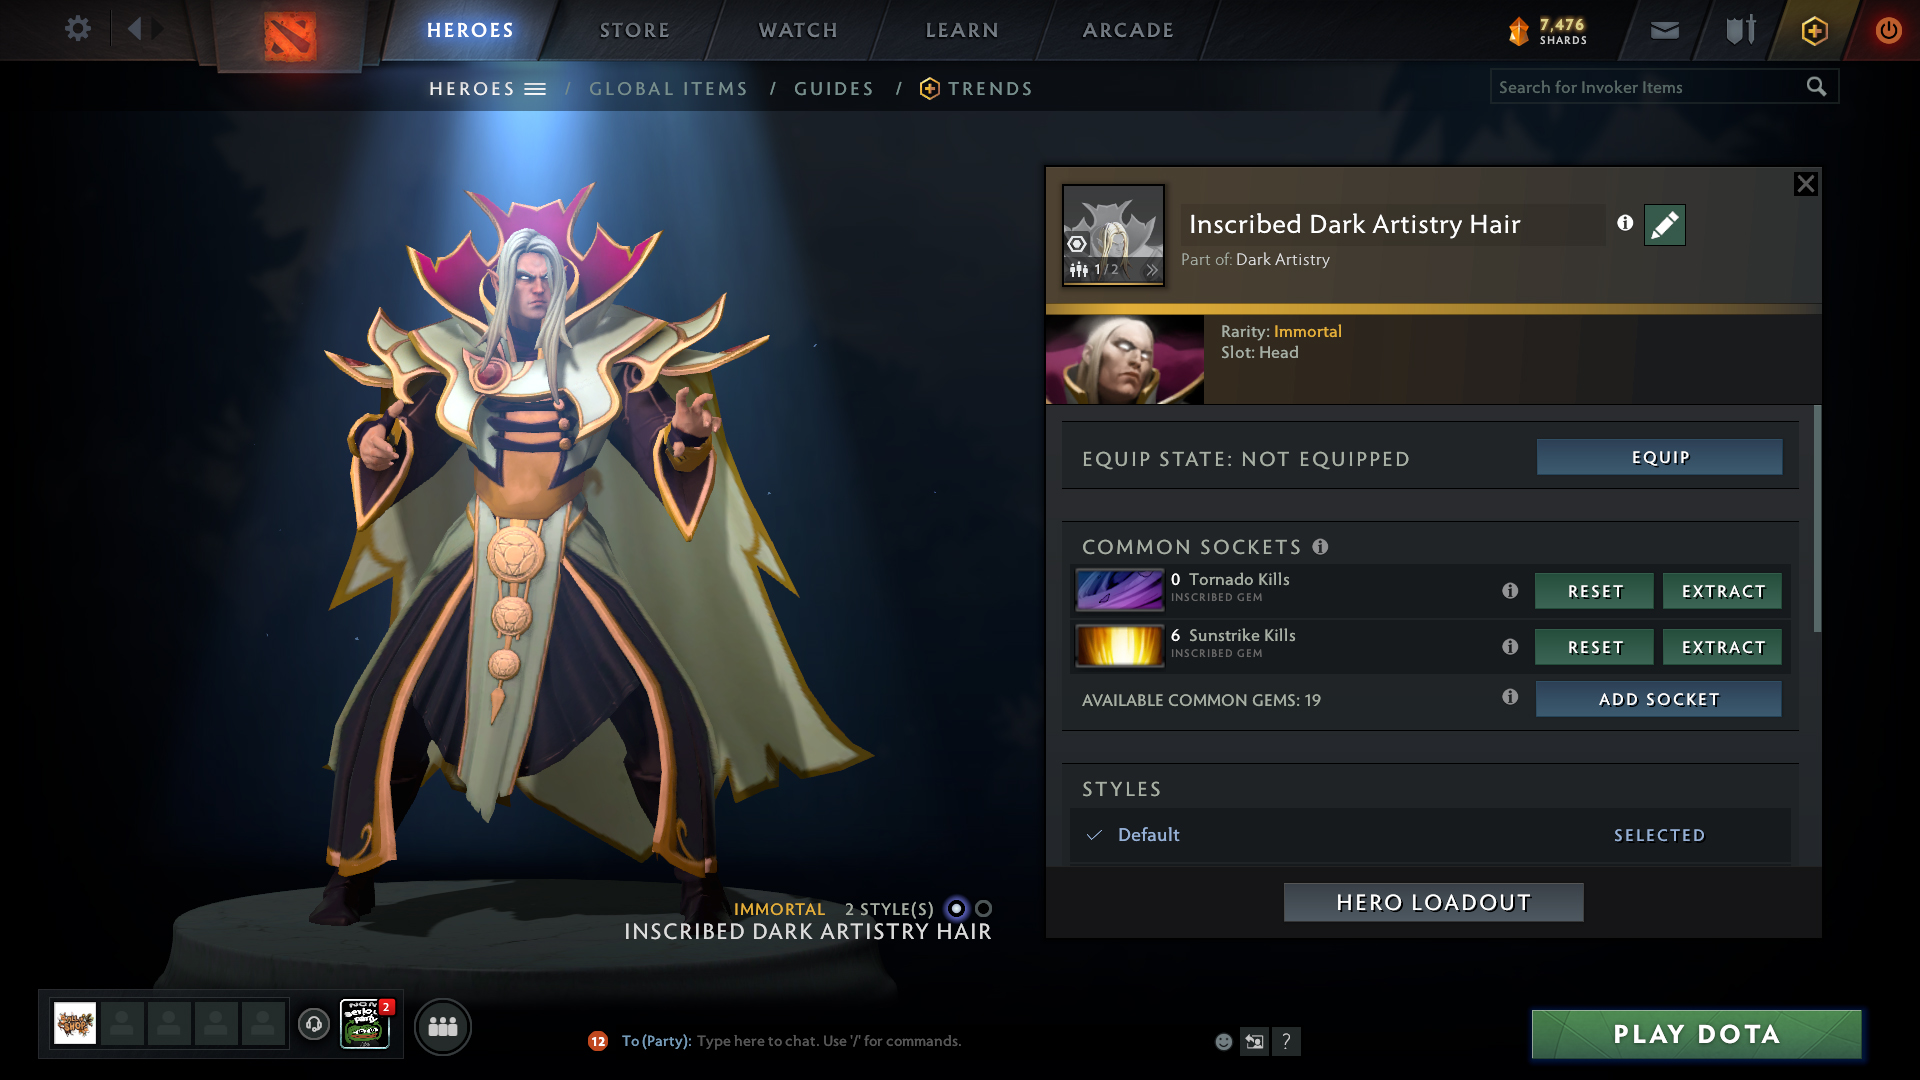 HEROES
STORE
WATCH
LEARN
ARCADE
7,476
SHARDS
HEROES / GLOBAL ITEMS / GUIDES / TRENDS
Search for Invoker Items
Inscribed Dark Artistry Hair
Part of: Dark Artistry
1/2
Rarity: Immortal
Slot: Head
EQUIP STATE: NOT EQUIPPED
EQUIP
COMMON SOCKETS
0 Tornado Kills
INSCRIBED GEM
RESET
EXTRACT
6 Sunstrike Kills
INSCRIBED GEM
RESET
EXTRACT
AVAILABLE COMMON GEMS: 19
ADD SOCKET
STYLES
Default
SELECTED
HERO LOADOUT
IMMORTAL 2 STYLE(S)
INSCRIBED DARK ARTISTRY HAIR
2
12
To (Party): Type here to chat. Use '/' for commands.
?
PLAY DOTA